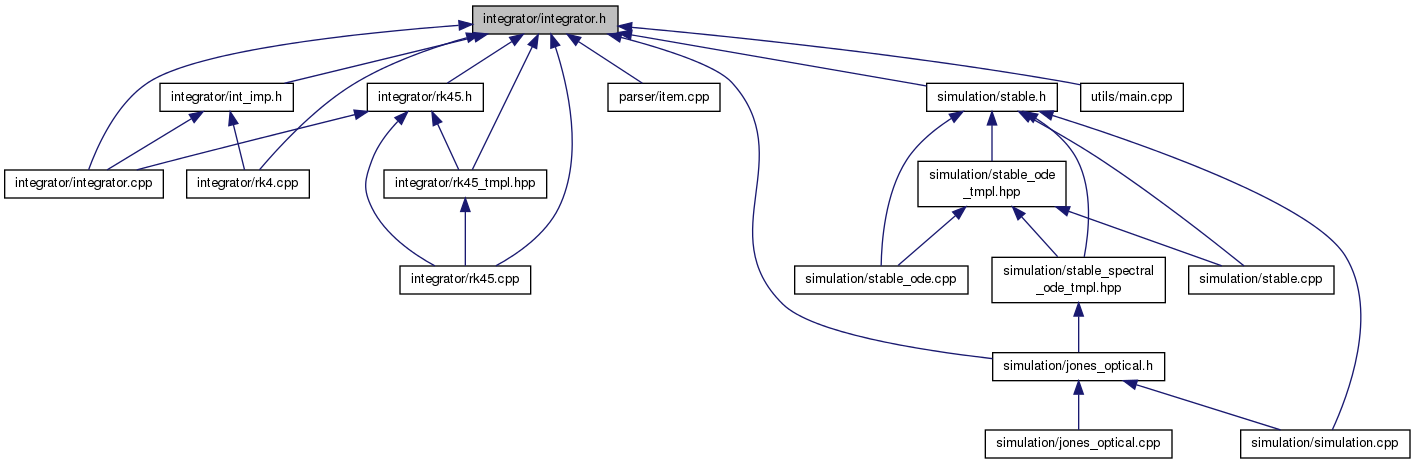 integrator/integrator.h
integrator/int_imp.h
integrator/rk45.h
parser/item.cpp
simulation/stable.h
utils/main.cpp
integrator/integrator.cpp
integrator/rk4.cpp
integrator/rk45_tmpl.hpp
simulation/stable_ode
_tmpl.hpp
integrator/rk45.cpp
simulation/stable_ode.cpp
simulation/stable_spectral
_ode_tmpl.hpp
simulation/stable.cpp
simulation/jones_optical.h
simulation/jones_optical.cpp
simulation/simulation.cpp